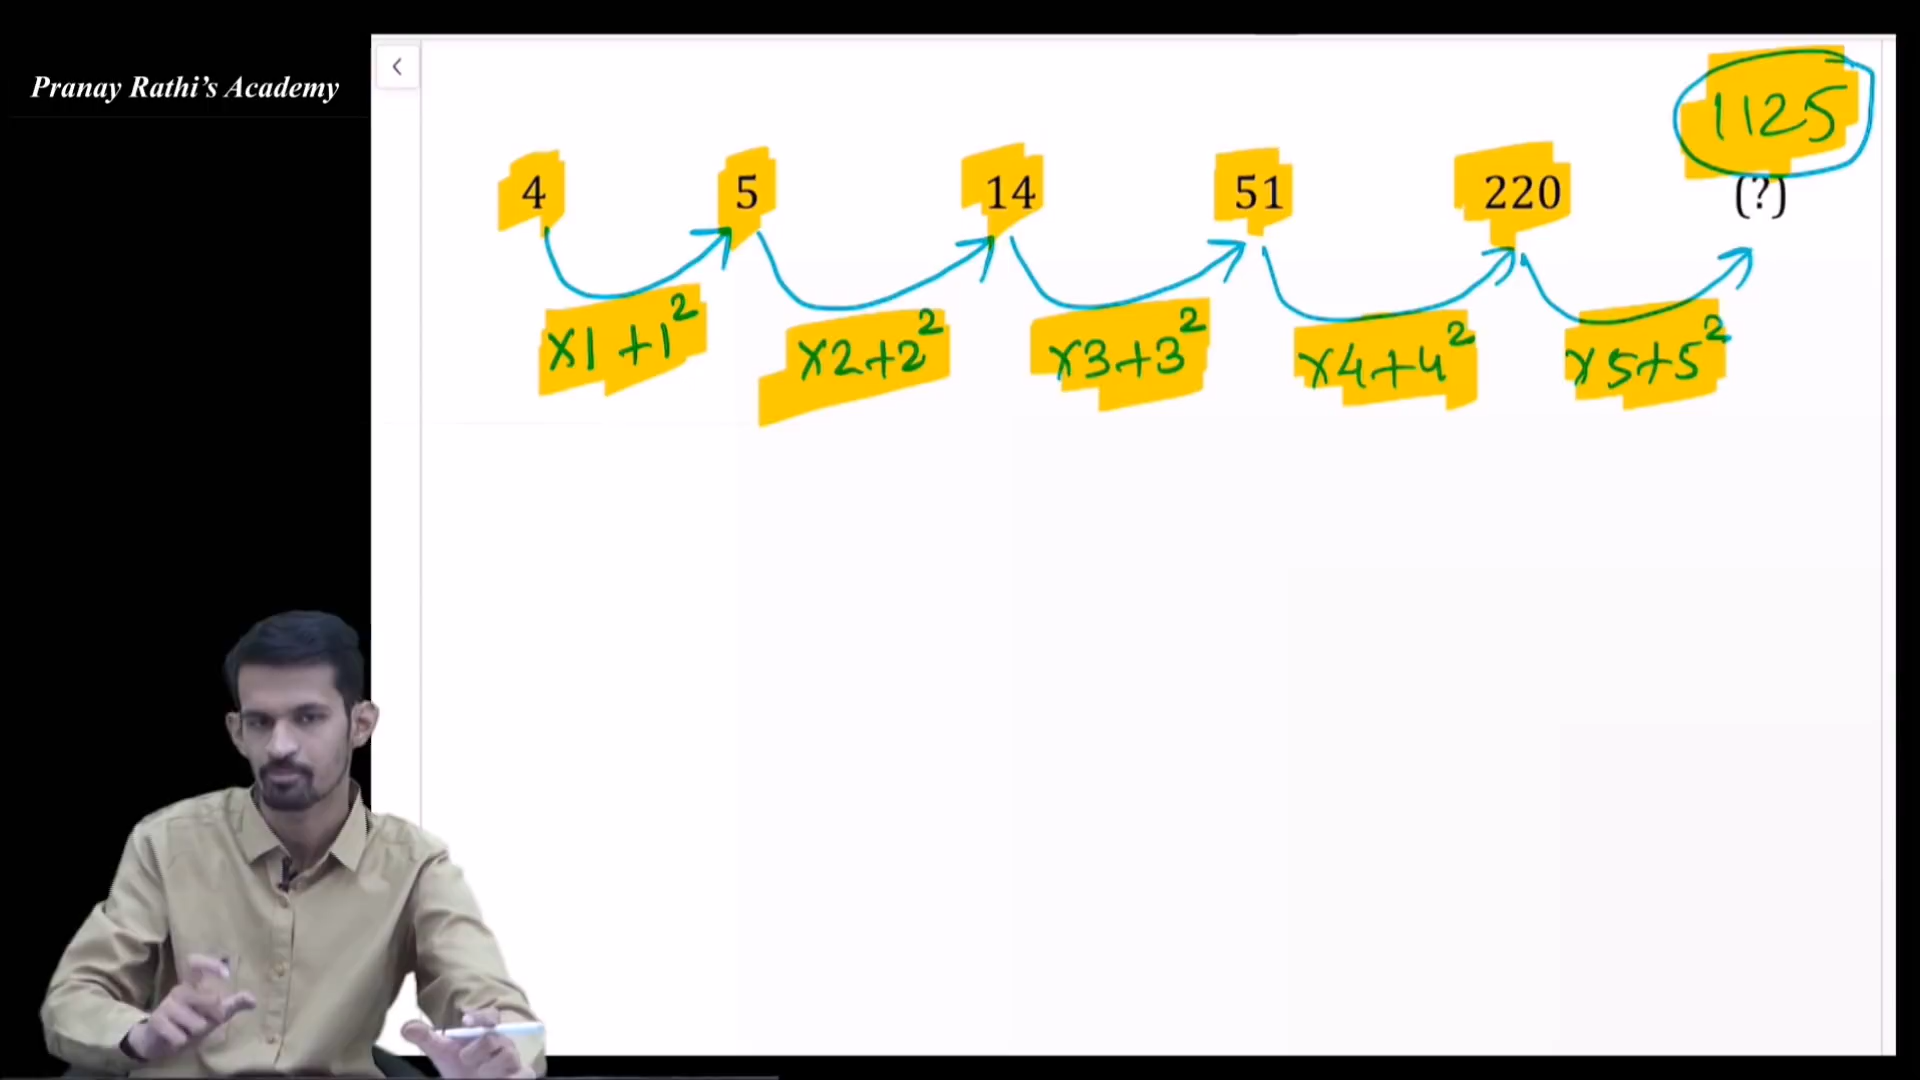 Pranay Rathi's Academy
1125
4 5 14 51 220 (?)
x1+1² x2+2² x3+3² x4+4² x5+5²